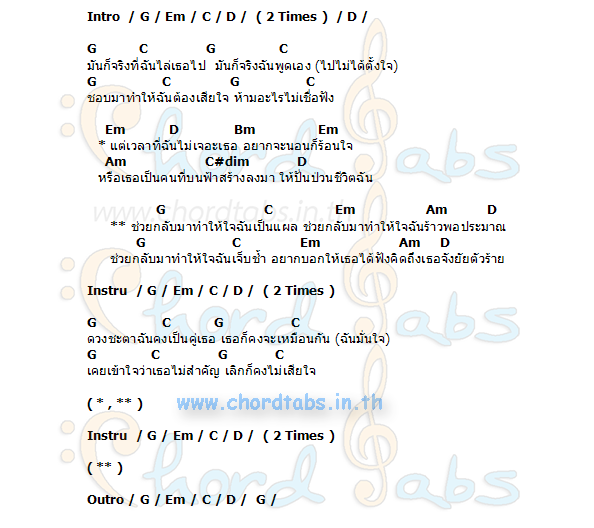 Intro / G / Em / C / D / ( 2 Times ) / D /
G C G C
มันก็จริงที่ฉันไล่เธอไป มันก็จริงฉันพูดเอง (ไปไม่ได้ตั้งใจ)
G C G C
ชอบมาทำให้ฉันต้องเสียใจ ห้ามอะไรไม่เชื่อฟัง
Em D Bm Em
* แต่เวลาที่ฉันไม่เจอะเธอ อยากจะนอนก็ร้อนใจ
Am C#dim D
หรือเธอเป็นคนที่บนฟ้าสร้างลงมา ให้ปั่นป่วนชีวิตฉัน
www.chordtabs.in.th
G C Em Am D
** ช่วยกลับมาทำให้ใจฉันเป็นแผล ช่วยกลับมาทำให้ใจฉันร้าวพอประมาณ
G C Em Am D
ช่วยกลับมาทำให้ใจฉันเจ็บช้ำ อยากบอกให้เธอได้ฟังคิดถึงเธอจังยัยตัวร้าย
Instru / G / Em / C / D / ( 2 Times )
Chord Tabs
G C G C
ดวงชะตาฉันคงเป็นคู่เธอ เธอก็คงจะเหมือนกัน (ฉันมั่นใจ)
G C G C
เคยเข้าใจว่าเธอไม่สำคัญ เลิกก็คงไม่เสียใจ
( * , ** )
www.chordtabs.in.th
Instru / G / Em / C / D / ( 2 Times )
( ** )
Chord Tabs
Outro / G / Em / C / D / G /